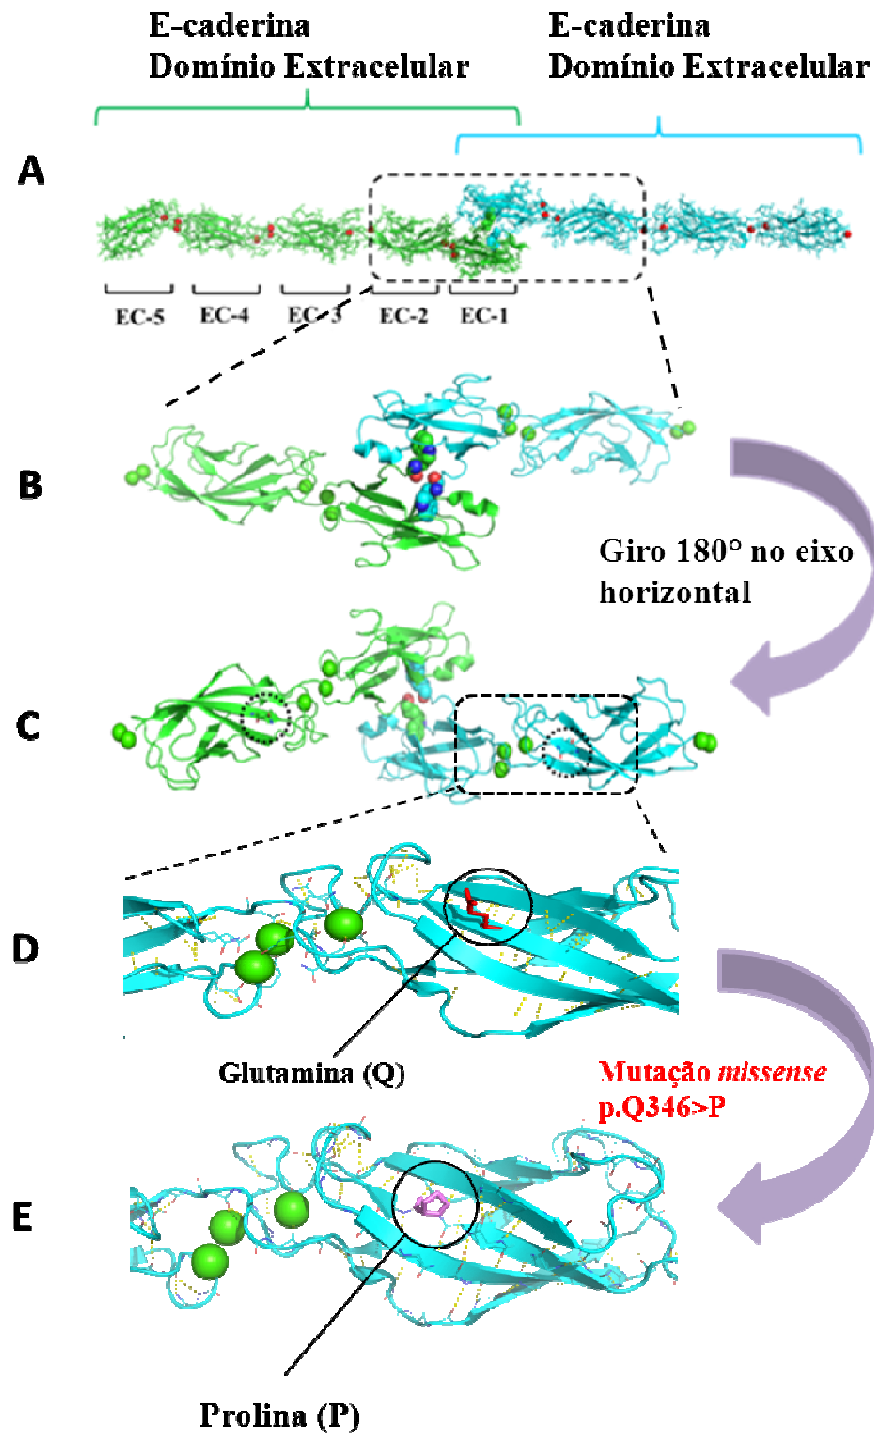 E-caderina
Domínio Extracelular
E-caderina
Domínio Extracelular
A
EC-5
EC-4
EC-3
EC-2
EC-1
B
Giro 180° no eixo
horizontal
C
D
Glutamina (Q)
Mutação missense
p.Q346>P
E
Prolina (P)